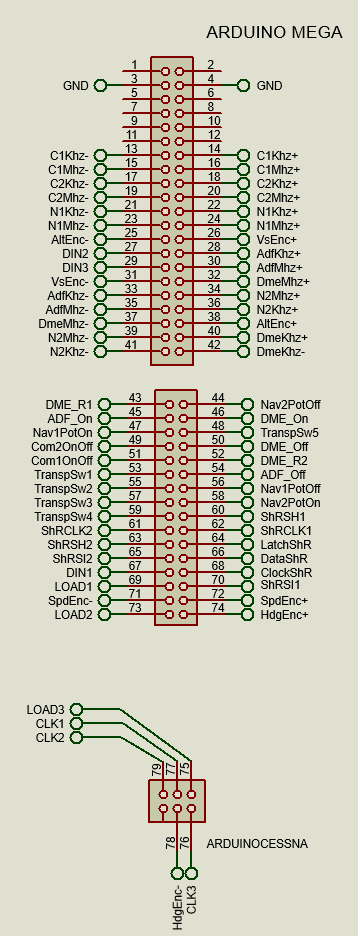 ARDUINO MEGA
1 2
GND 3 4 GND
5 6
7 8
9 10
11 12
C1Khz- 13 14 C1Khz+
C1Mhz- 15 16 C1Mhz+
C2Khz- 17 18 C2Khz+
C2Mhz- 19 20 C2Mhz+
N1Khz- 21 22 N1Khz+
N1Mhz- 23 24 N1Mhz+
AltEnc- 25 26 VsEnc+
DIN2 27 28 AdfKhz+
DIN3 29 30 AdfMhz+
VsEnc- 31 32 DmeMhz+
AdfKhz- 33 34 N2Mhz+
AdfMhz- 35 36 N2Khz+
DmeMhz- 37 38 AltEnc+
N2Mhz- 39 40 DmeKhz+
N2Khz- 41 42 DmeKhz-
DME_R1 43 44 Nav2PotOff
ADF_On 45 46 DME_On
Nav1PotOn 47 48 TranspSw5
Com2OnOff 49 50 DME_Off
Com1OnOff 51 52 DME_R2
TranspSw1 53 54 ADF_Off
TranspSw2 55 56 Nav1PotOff
TranspSw3 57 58 Nav2PotOn
TranspSw4 59 60 ShRSH1
ShRCLK2 61 62 ShRCLK1
ShRSH2 63 64 LatchShR
ShRSI2 65 66 DataShR
DIN1 67 68 ClockShR
LOAD1 69 70 ShRSI1
SpdEnc- 71 72 SpdEnc+
LOAD2 73 74 HdgEnc+
LOAD3
CLK1
CLK2
79 77 75
78 76
ARDUINOCESSNA
HdgEnc-
CLK3